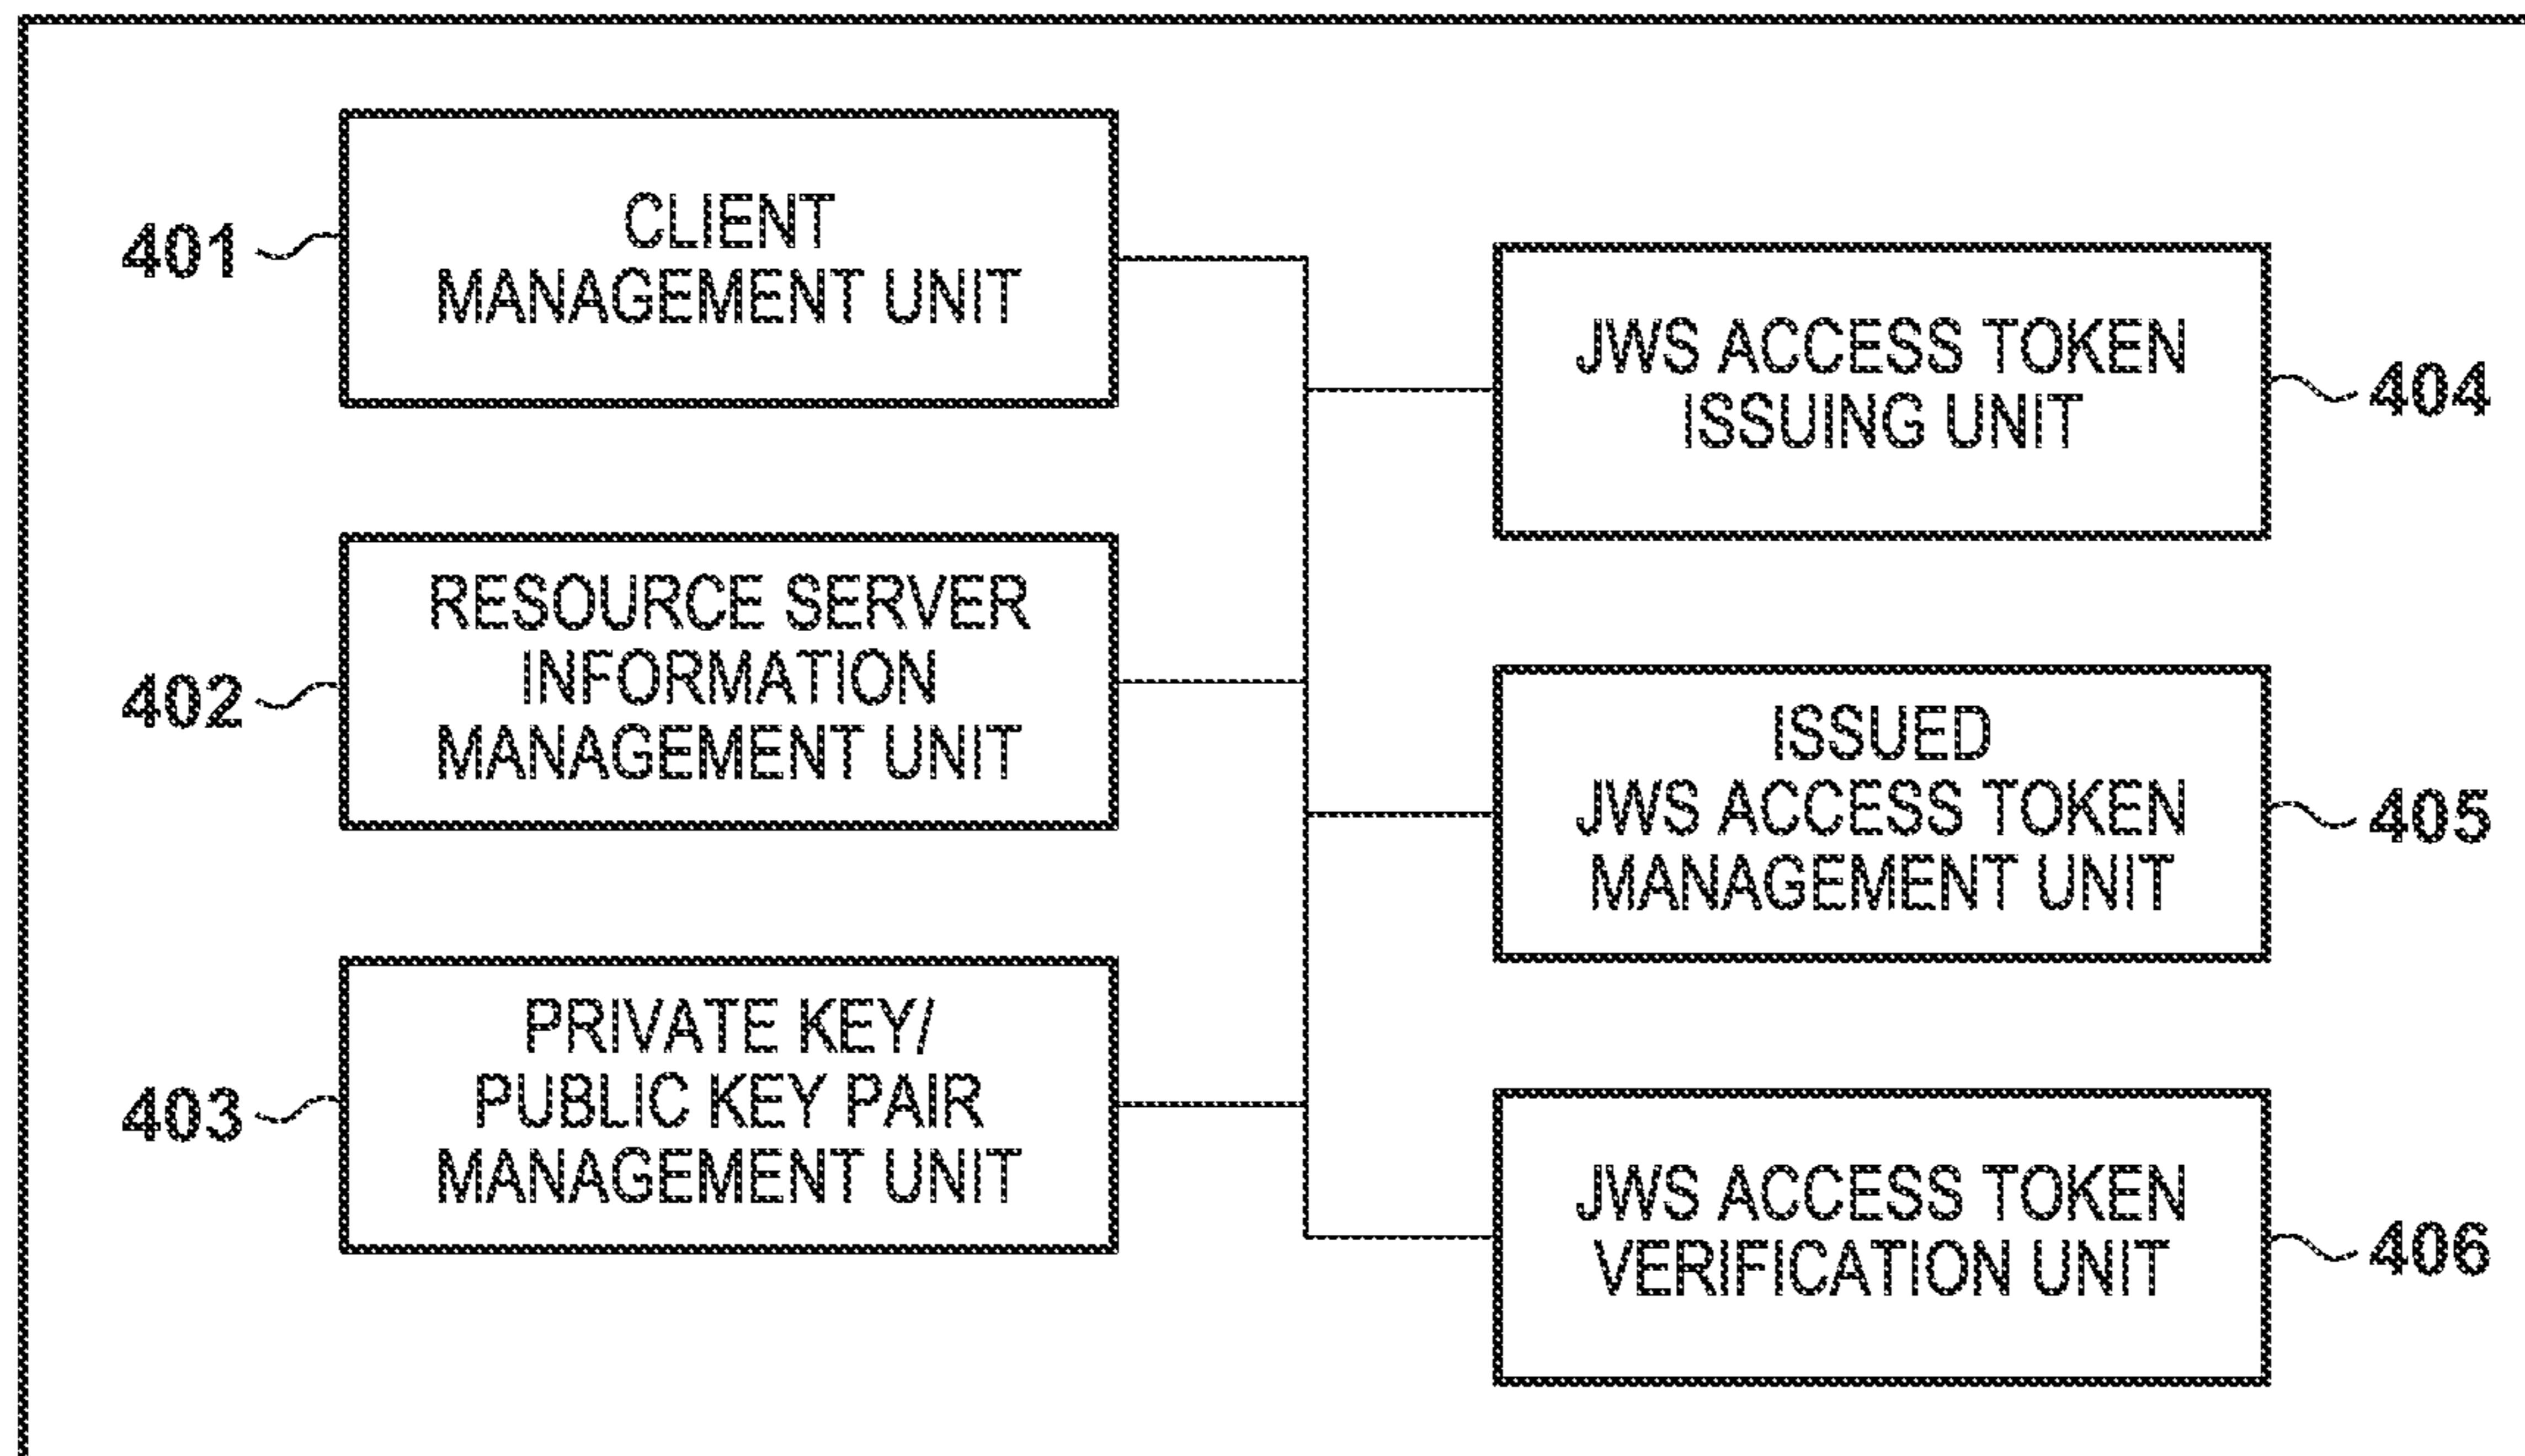 401
CLIENT
MANAGEMENT UNIT
402
RESOURCE SERVER
INFORMATION
MANAGEMENT UNIT
403
PRIVATE KEY/
PUBLIC KEY PAIR
MANAGEMENT UNIT
JWS ACCESS TOKEN
ISSUING UNIT
404
ISSUED
JWS ACCESS TOKEN
MANAGEMENT UNIT
405
JWS ACCESS TOKEN
VERIFICATION UNIT
406